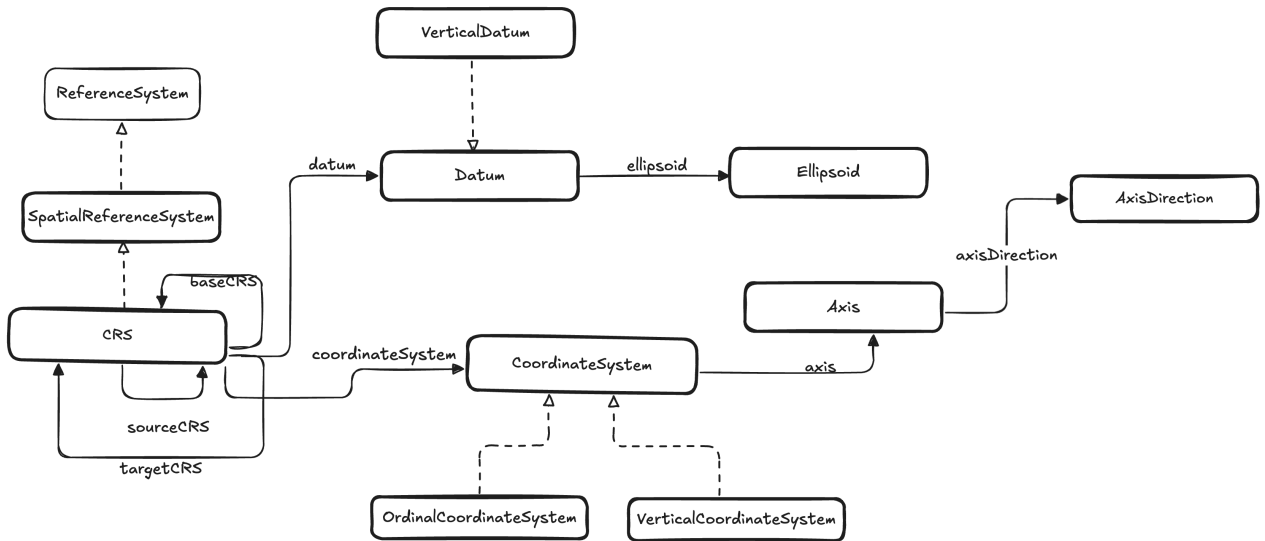 VerticalDatum
ReferenceSystem
datum
Datum
ellipsoid
Ellipsoid
AxisDirection
SpatialReferenceSystem
axisDirection
baseCRS
Axis
CRS
coordinateSystem
CoordinateSystem
axis
sourceCRS
targetCRS
OrdinalCoordinateSystem
VerticalCoordinateSystem